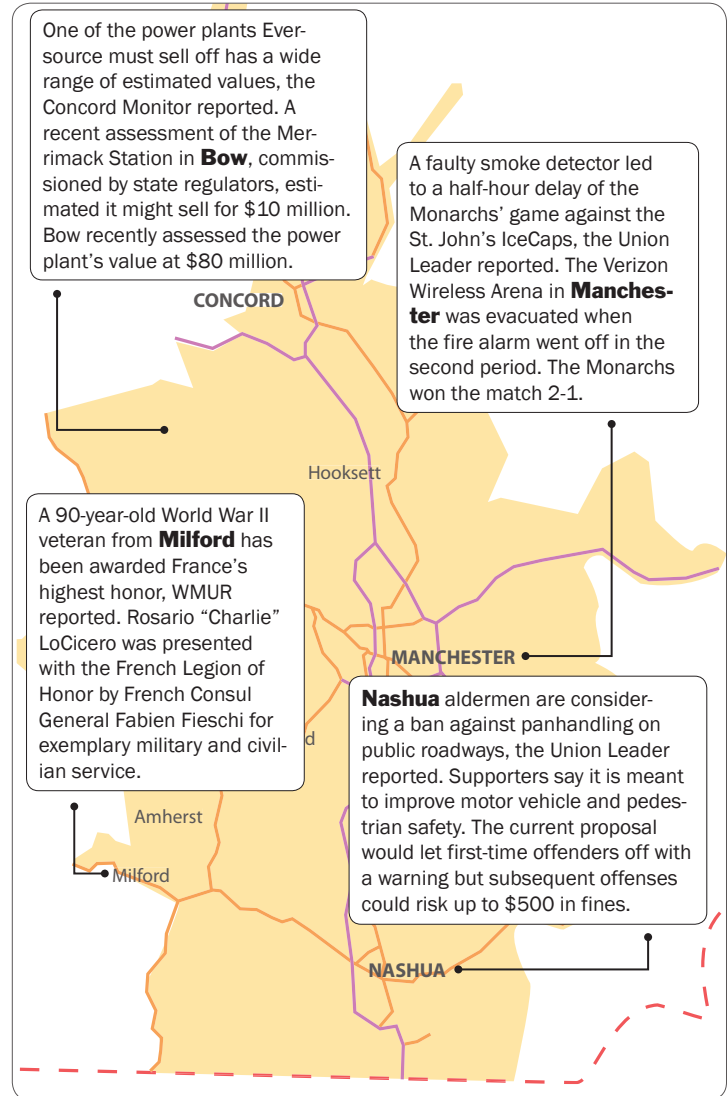 One of the power plants Ever-
source must sell off has a wide
range of estimated values, the
Concord Monitor reported. A
recent assessment of the Mer-
rimack Station in Bow, commis-
sioned by state regulators, esti-
mated it might sell for $10 million.
Bow recently assessed the power
plant's value at $80 million.
A faulty smoke detector led
to a half-hour delay of the
Monarchs' game against the
St. John's IceCaps, the Union
Leader reported. The Verizon
Wireless Arena in Manches-
ter was evacuated when
the fire alarm went off in the
second period. The Monarchs
won the match 2-1.
CONCORD
Hooksett
A 90-year-old World War II
veteran from Milford has
been awarded France's
highest honor, WMUR
reported. Rosario “Charlie”
LoCicero was presented
with the French Legion of
Honor by French Consul
General Fabien Fieschi for
exemplary military and civil-
ian service.
MANCHESTER
Nashua aldermen are consider-
ing a ban against panhandling on
public roadways, the Union Leader
reported. Supporters say it is meant
to improve motor vehicle and pedes-
trian safety. The current proposal
would let first-time offenders off with
a warning but subsequent offenses
could risk up to $500 in fines.
d
Amherst
Milford
NASHUA